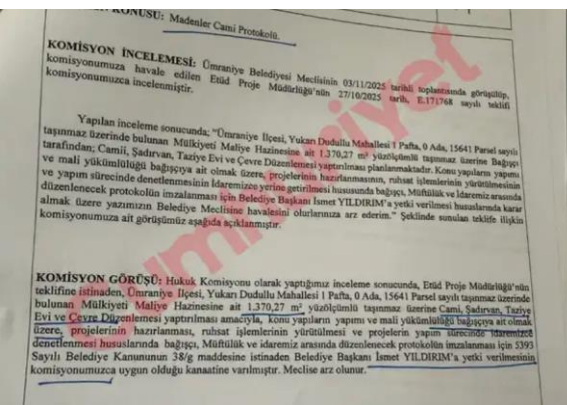 KONUSU: Madenler Cami Protokolü.
KOMİSYON İNCELEMESİ: Ümraniye Belediyesi Meclisinin 03/11/2025 tarihli toplantısında görüşülüp,
komisyonumuza havale edilen Etüd Proje Müdürlüğü'nün 27/10/2025 tarih, E.171768 sayılı teklifi
komisyonumuzca incelenmiştir.
Yapılan inceleme sonucunda; "Ümraniye İlçesi, Yukarı Dudullu Mahallesi 1 Pafta, 0 Ada, 15641 Parsel sayılı
taşınmaz üzerinde bulunan Mülkiyeti Maliye Hazinesine ait 1.370,27 m² yüzölçümlü taşınmaz üzerine Bağışçı
tarafından; Camii, Şadırvan, Taziye Evi ve Çevre Düzenlemesi yaptırılması planlanmaktadır. Konu yapıların yapımı
ve mali yükümlülüğü bağışçıya ait olmak üzere, projelerinin hazırlanmasının, ruhsat işlemlerinin yürütülmesinin
ve yapım sürecinde denetlenmesinin İdaremizce yerine getirilmesi hususunda bağışçı, Müftülük ve İdaremiz arasında
düzenlenecek protokolün imzalanması için Belediye Başkanı İsmet YILDIRIM'a yetki verilmesi hususlarında karar
almak üzere yazımızın Belediye Meclisine havalesini olurlarınıza arz ederim." Şeklinde sunulan teklife ilişkin
komisyonumuza ait görüşümüz aşağıda açıklanmıştır.
KOMİSYON GÖRÜŞÜ: Hukuk Komisyonu olarak yaptığımız inceleme sonucunda, Etüd Proje Müdürlüğü'nün
teklifine istinaden, Ümraniye İlçesi, Yukarı Dudullu Mahallesi 1 Pafta, 0 Ada, 15641 Parsel sayılı taşınmaz üzerinde
bulunan Mülkiyeti Maliye Hazinesine ait 1.370,27 m² yüzölçümlü taşınmaz üzerine Cami, Şadırvan, Taziye
Evi ve Çevre Düzenlemesi yaptırılması amacıyla, konu yapıların yapımı ve mali yükümlülüğü bağışçıya ait olmak
üzere, projelerinin hazırlanması, ruhsat işlemlerinin yürütülmesi ve projelerin yapım sürecinde İdaremizce
denetlenmesi hususlarında bağışçı, Müftülük ve İdaremiz arasında düzenlenecek protokolün imzalanması için 5393
Sayılı Belediye Kanununun 38/g maddesine istinaden Belediye Başkanı İsmet YILDIRIM'a yetki verilmesinin
komisyonumuzca uygun olduğu kanaatine varılmıştır. Meclise arz olunur.